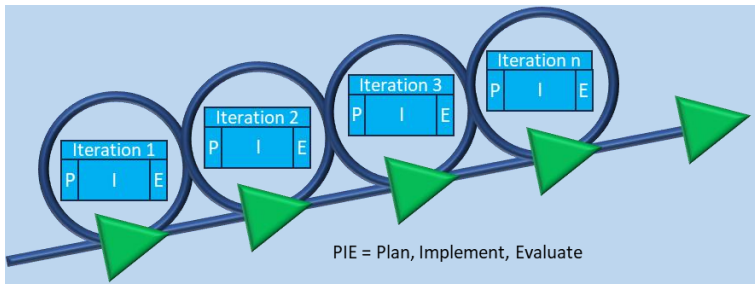 Iteration 1
P I E
Iteration 2
P I E
Iteration 3
P I E
Iteration n
P I E
PIE = Plan, Implement, Evaluate